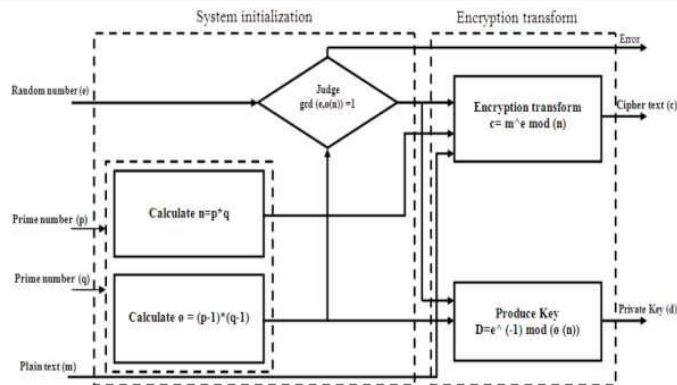 System initialization
Encryption transform
Error
Random number (e)
Judge
gcd (e,ø(n)) =1
Encryption transform
c= m^e mod (n)
Cipher text (c)
Calculate n=p*q
Prime number (p)
Prime number (q)
Calculate ø = (p-1)*(q-1)
Produce Key
D=e^ (-1) mod (ø (n))
Private Key (d)
Plain text (m)